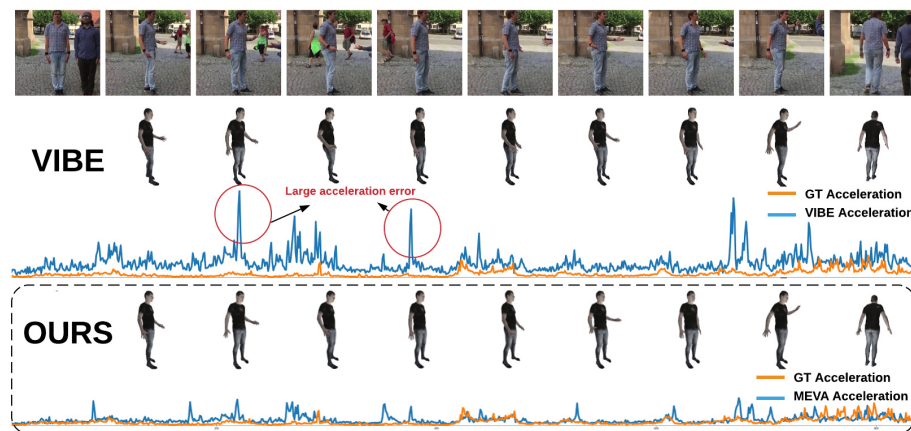 VIBE
Large acceleration error
GT Acceleration
VIBE Acceleration
OURS
GT Acceleration
MEVA Acceleration